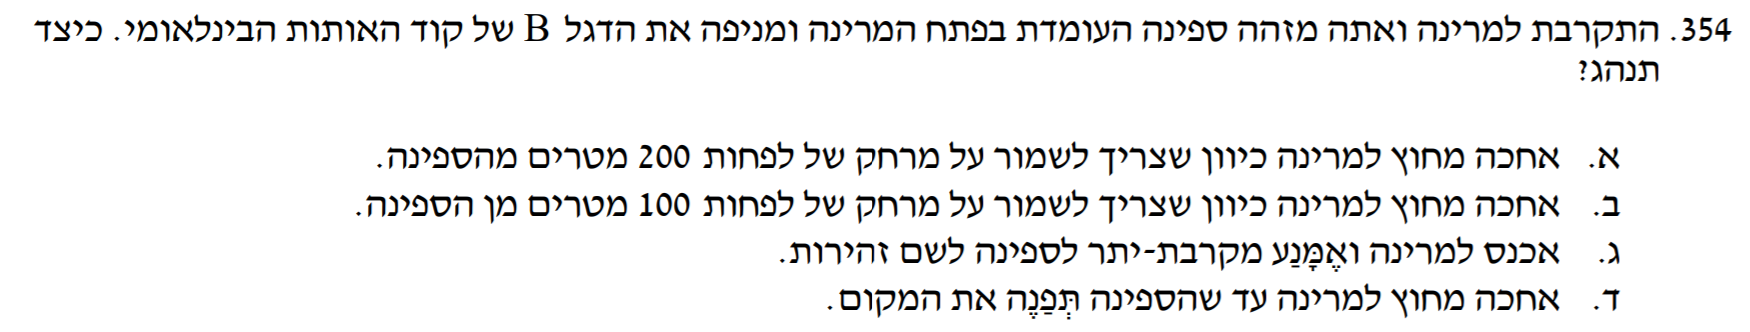 354. התקרבת למרינה ואתה מזהה ספינה העומדת בפתח המרינה ומניפה את הדגל B של קוד האותות הבינלאומי. כיצד
תנהג?
א. אחכה מחוץ למרינה כיוון שצריך לשמור על מרחק של לפחות 200 מטרים מהספינה.
ב. אחכה מחוץ למרינה כיוון שצריך לשמור על מרחק של לפחות 100 מטרים מן הספינה.
ג. אכנס למרינה ואֶמָּנַע מקרבת-יתר לספינה לשם זהירות.
ד. אחכה מחוץ למרינה עד שהספינה תְּפַנֶה את המקום.